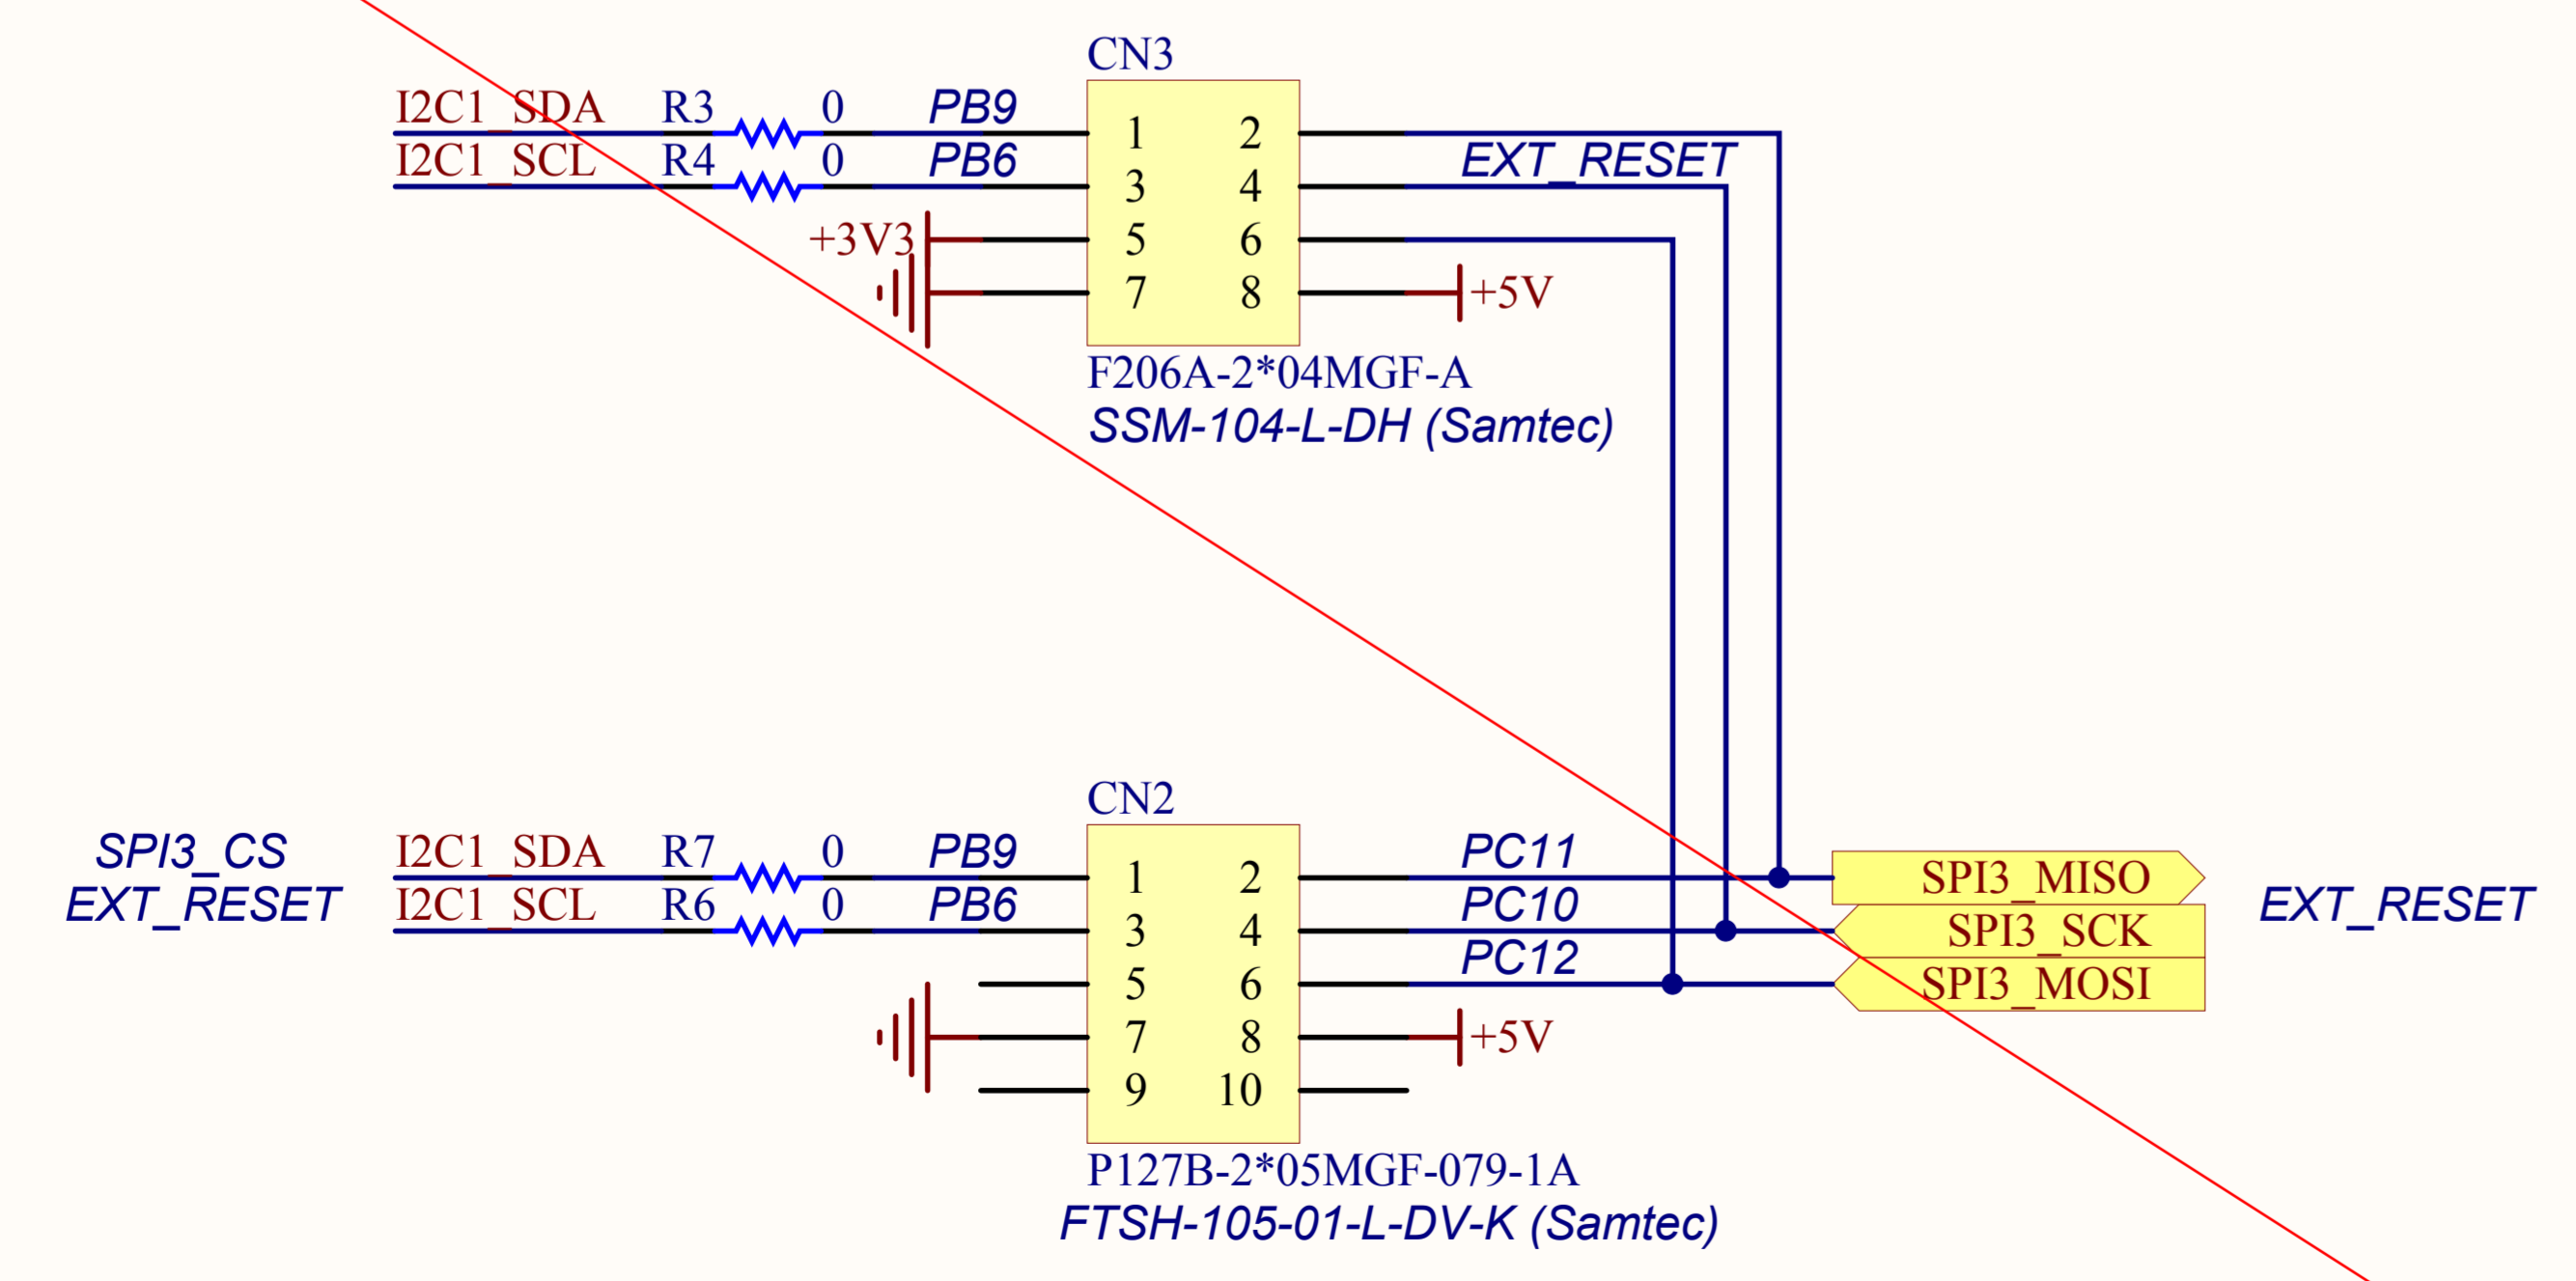 CN3
I2C1_SDA R3 0 PB9 1 2
I2C1_SCL R4 0 PB6 3 4 EXT_RESET
+3V3 5 6
7 8 +5V
F206A-2*04MGF-A
SSM-104-L-DH (Samtec)
CN2
SPI3_CS I2C1_SDA R7 0 PB9 1 2 PC11 SPI3_MISO
EXT_RESET I2C1_SCL R6 0 PB6 3 4 PC10 SPI3_SCK EXT_RESET
5 6 PC12 SPI3_MOSI
7 8 +5V
9 10
P127B-2*05MGF-079-1A
FTSH-105-01-L-DV-K (Samtec)